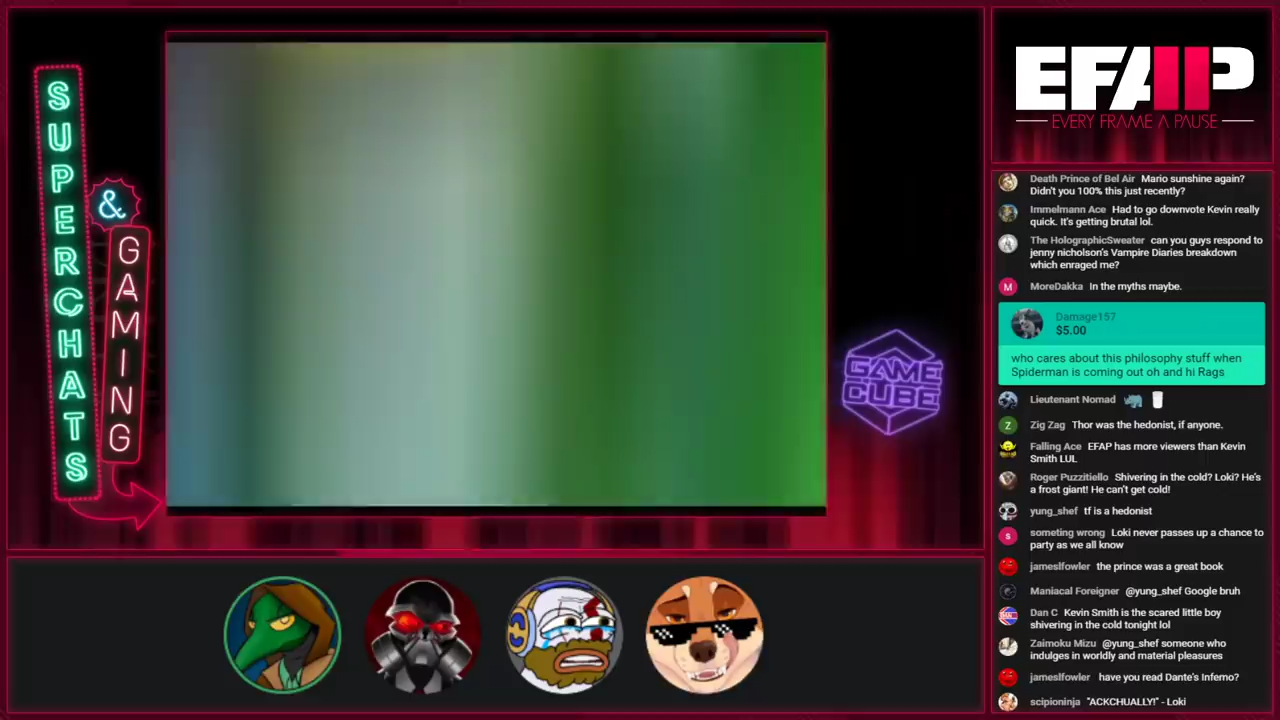 SUPERCHATS
&
GAMING
GAME
CUBE
EFAP
EVERY FRAME A PAUSE
Death Prince of Bel Air Mario sunshine again?
Didn't you 100% this just recently?
Immelmann Ace Had to go downvote Kevin really
quick. It's getting brutal lol.
The HolographicSweater can you guys respond to
jenny nicholson's Vampire Diaries breakdown
which enraged me?
M
MoreDakka In the myths maybe.
Damage157
$5.00
who cares about this philosophy stuff when
Spiderman is coming out oh and hi Rags
Lieutenant Nomad
Z
Zig Zag Thor was the hedonist, if anyone.
Falling Ace EFAP has more viewers than Kevin
Smith LUL
Roger Puzzitiello Shivering in the cold? Loki? He's
a frost giant! He can't get cold!
yung_shef tf is a hedonist
s
someting wrong Loki never passes up a chance to
party as we all know
jameslfowler the prince was a great book
Maniacal Foreigner @yung_shef Google bruh
Dan C Kevin Smith is the scared little boy
shivering in the cold tonight lol
Zaimoku Mizu @yung_shef someone who
indulges in worldly and material pleasures
jameslfowler have you read Dante's Inferno?
scipioninja "ACKCHUALLY!" - Loki